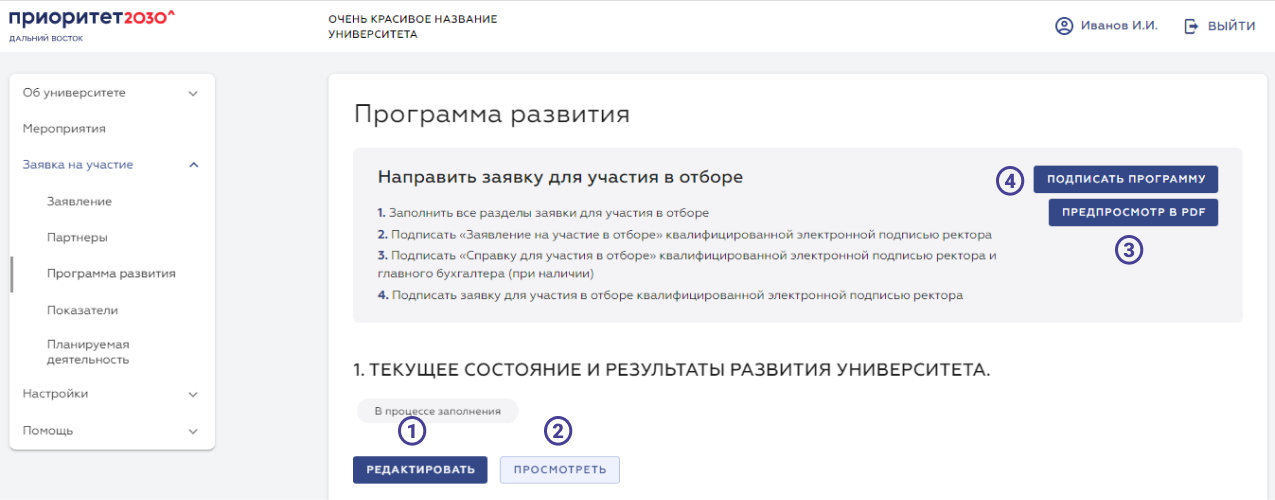 приоритет2030^
ДАЛЬНИЙ ВОСТОК
ОЧЕНЬ КРАСИВОЕ НАЗВАНИЕ
УНИВЕРСИТЕТА
Иванов И.И.
ВЫЙТИ
Об университете
Мероприятия
Заявка на участие
Заявление
Партнеры
Программа развития
Показатели
Планируемая
деятельность
Настройки
Помощь
Программа развития
Направить заявку для участия в отборе
1. Заполнить все разделы заявки для участия в отборе
2. Подписать «Заявление на участие в отборе» квалифицированной электронной подписью ректора
3. Подписать «Справку для участия в отборе» квалифицированной электронной подписью ректора и
главного бухгалтера (при наличии)
4. Подписать заявку для участия в отборе квалифицированной электронной подписью ректора
4
ПОДПИСАТЬ ПРОГРАММУ
ПРЕДПРОСМОТР В PDF
3
1. ТЕКУЩЕЕ СОСТОЯНИЕ И РЕЗУЛЬТАТЫ РАЗВИТИЯ УНИВЕРСИТЕТА.
В процессе заполнения
1
2
РЕДАКТИРОВАТЬ
ПРОСМОТРЕТЬ